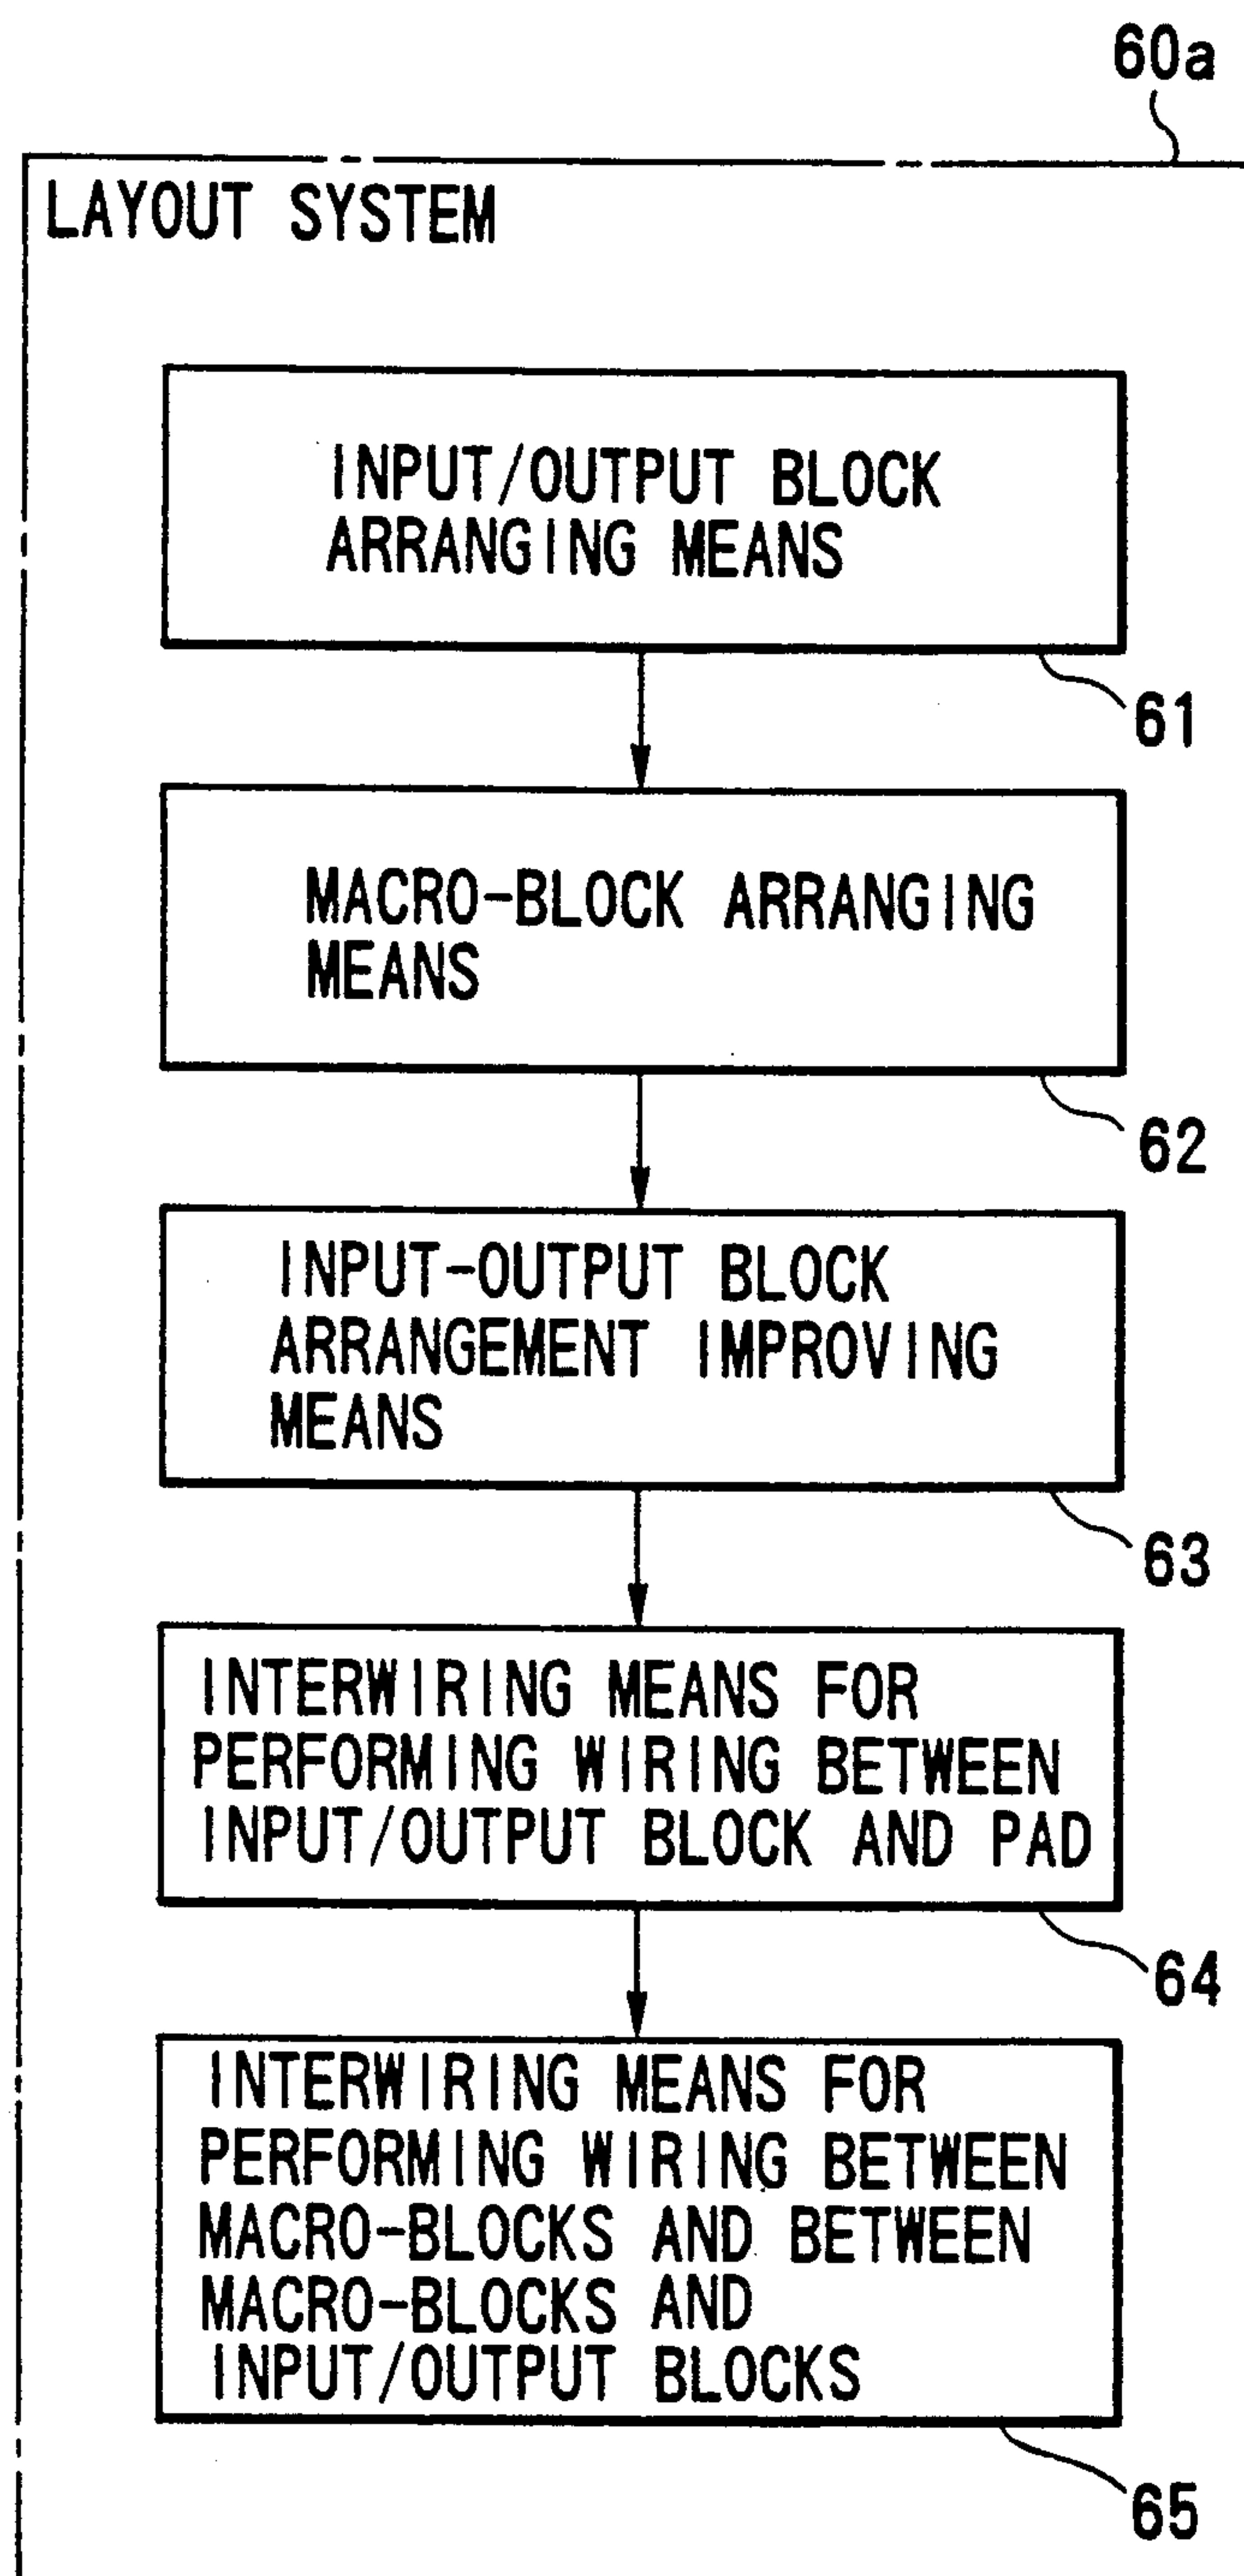 60a
LAYOUT SYSTEM
INPUT/OUTPUT BLOCK
ARRANGING MEANS
61
MACRO-BLOCK ARRANGING
MEANS
62
INPUT-OUTPUT BLOCK
ARRANGEMENT IMPROVING
MEANS
63
INTERWIRING MEANS FOR
PERFORMING WIRING BETWEEN
INPUT/OUTPUT BLOCK AND PAD
64
INTERWIRING MEANS FOR
PERFORMING WIRING BETWEEN
MACRO-BLOCKS AND BETWEEN
MACRO-BLOCKS AND
INPUT/OUTPUT BLOCKS
65